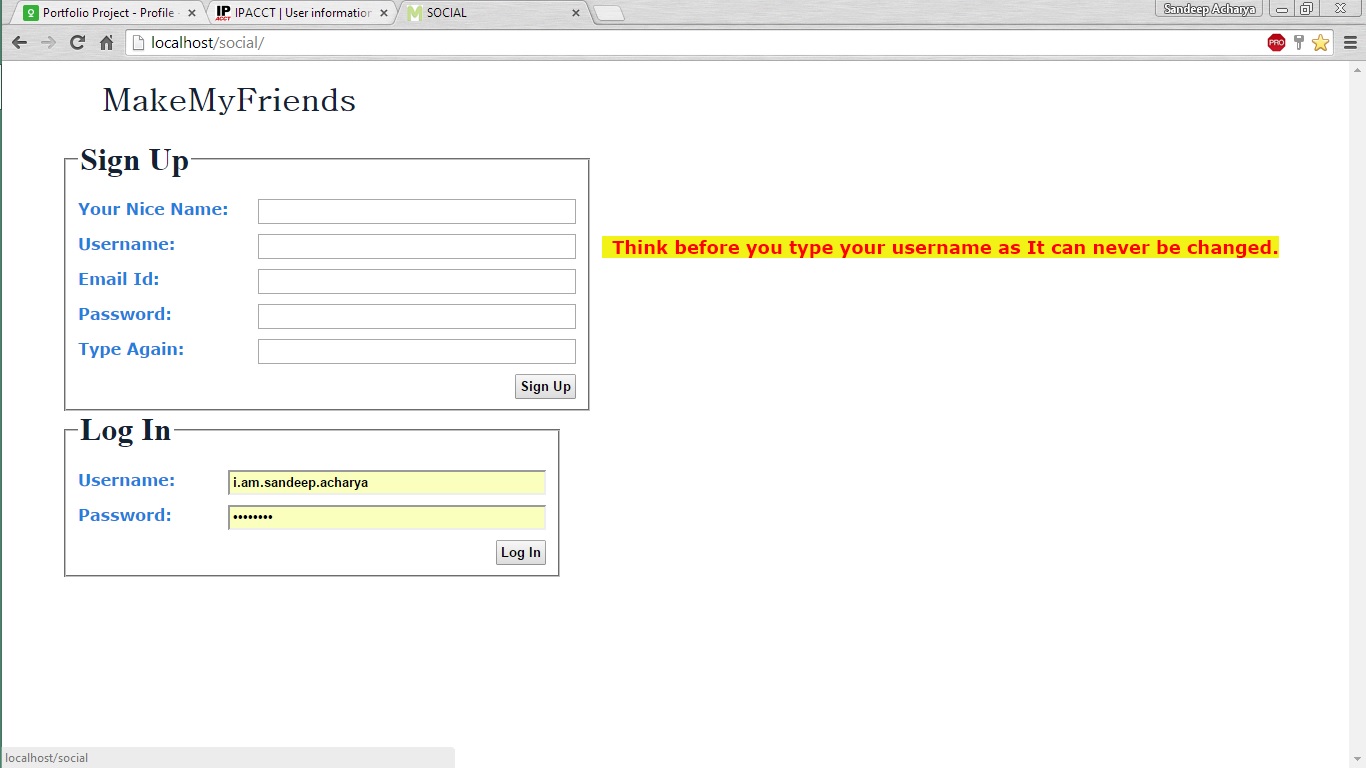 Portfolio Project - Profile
IPACCT | User information
SOCIAL
Sandeep Acharya
localhost/social/
PRO
MakeMyFriends
Sign Up
Your Nice Name:
Username:
Think before you type your username as It can never be changed.
Email Id:
Password:
Type Again:
Sign Up
Log In
Username: i.am.sandeep.acharya
Password: ••••••••
Log In
localhost/social